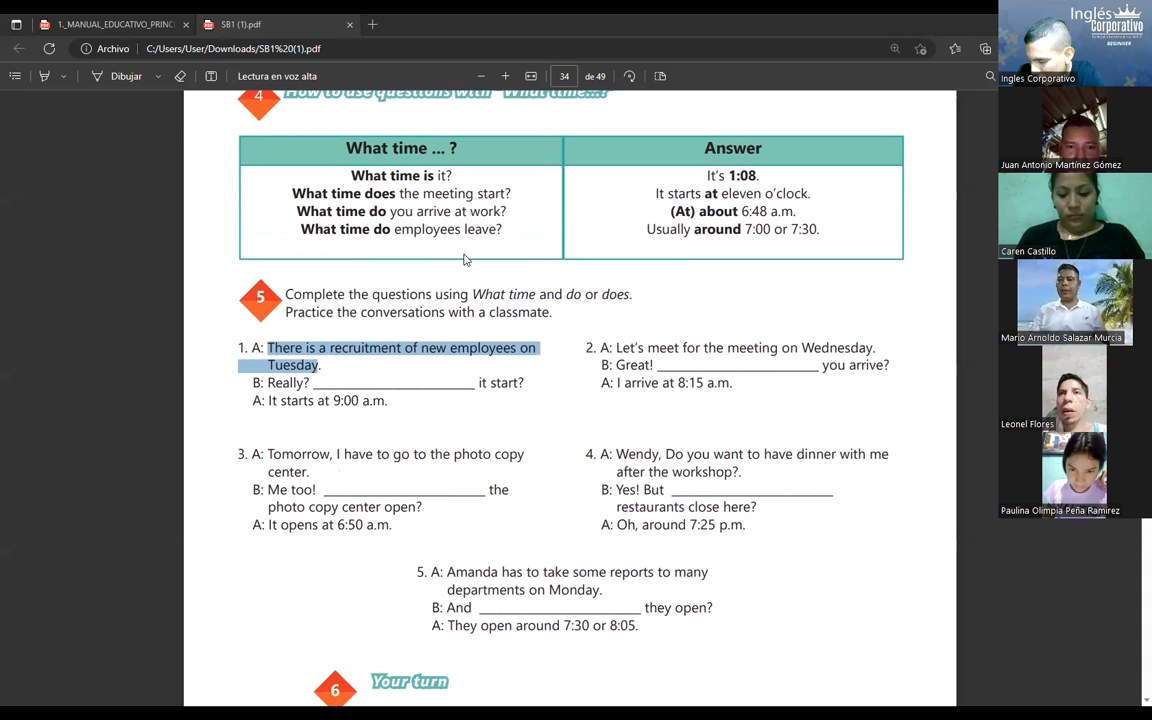 1._MANUAL_EDUCATIVO_PRINC
SB1 (1).pdf
Archivo
C:/Users/User/Downloads/SB1%20(1).pdf
Dibujar
Lectura en voz alta
34
de 49
4
How to use questions with "What time...?
What time ... ?
Answer
What time is it?
It's 1:08.
What time does the meeting start?
It starts at eleven o'clock.
What time do you arrive at work?
(At) about 6:48 a.m.
What time do employees leave?
Usually around 7:00 or 7:30.
5
Complete the questions using What time and do or does.
Practice the conversations with a classmate.
1. A: There is a recruitment of new employees on
Tuesday.
B: Really? ______________________ it start?
A: It starts at 9:00 a.m.
2. A: Let's meet for the meeting on Wednesday.
B: Great! ______________________ you arrive?
A: I arrive at 8:15 a.m.
3. A: Tomorrow, I have to go to the photo copy
center.
B: Me too! ______________________ the
photo copy center open?
A: It opens at 6:50 a.m.
4. A: Wendy, Do you want to have dinner with me
after the workshop?.
B: Yes! But ______________________
restaurants close here?
A: Oh, around 7:25 p.m.
5. A: Amanda has to take some reports to many
departments on Monday.
B: And ______________________ they open?
A: They open around 7:30 or 8:05.
6
Your turn
Inglés
Corporativo
BEGINNER
Ingles Corporativo
Juan Antonio Martínez Gómez
Caren Castillo
Mario Arnoldo Salazar Murcia
Leonel Flores
Paulina Olimpia Peña Ramirez